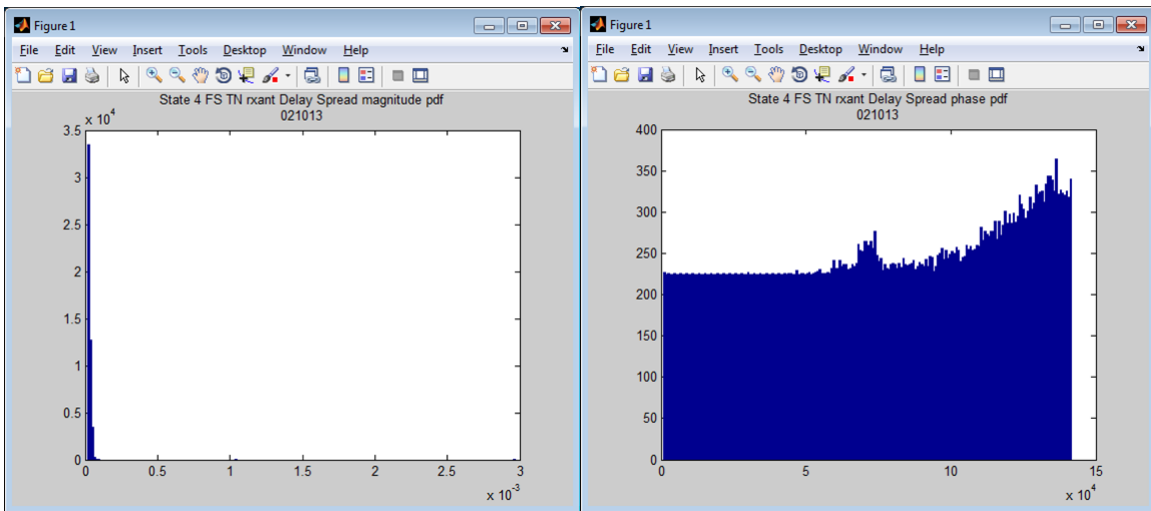 Figure 1
File Edit View Insert Tools Desktop Window Help
State 4 FS TN rxant Delay Spread magnitude pdf
021013
x 10^4
3.5
3
2.5
2
1.5
1
0.5
0
0 0.5 1 1.5 2 2.5 3
x 10^-3
Figure 1
File Edit View Insert Tools Desktop Window Help
State 4 FS TN rxant Delay Spread phase pdf
021013
400
350
300
250
200
150
100
50
0
0 5 10 15
x 10^4